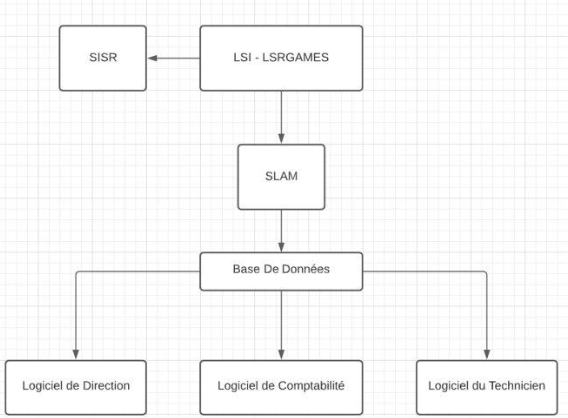 SISR
LSI - LSRGAMES
SLAM
Base De Données
Logiciel de Direction
Logiciel de Comptabilité
Logiciel du Technicien